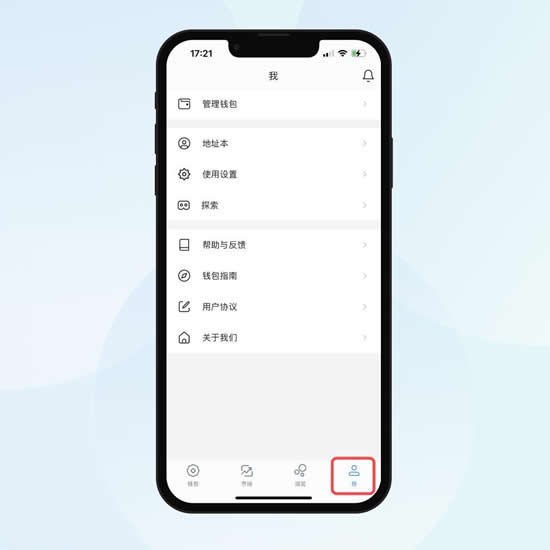 17:21
我
管理钱包
地址本
使用设置
探索
帮助与反馈
钱包指南
用户协议
关于我们
钱包
市场
浏览
我